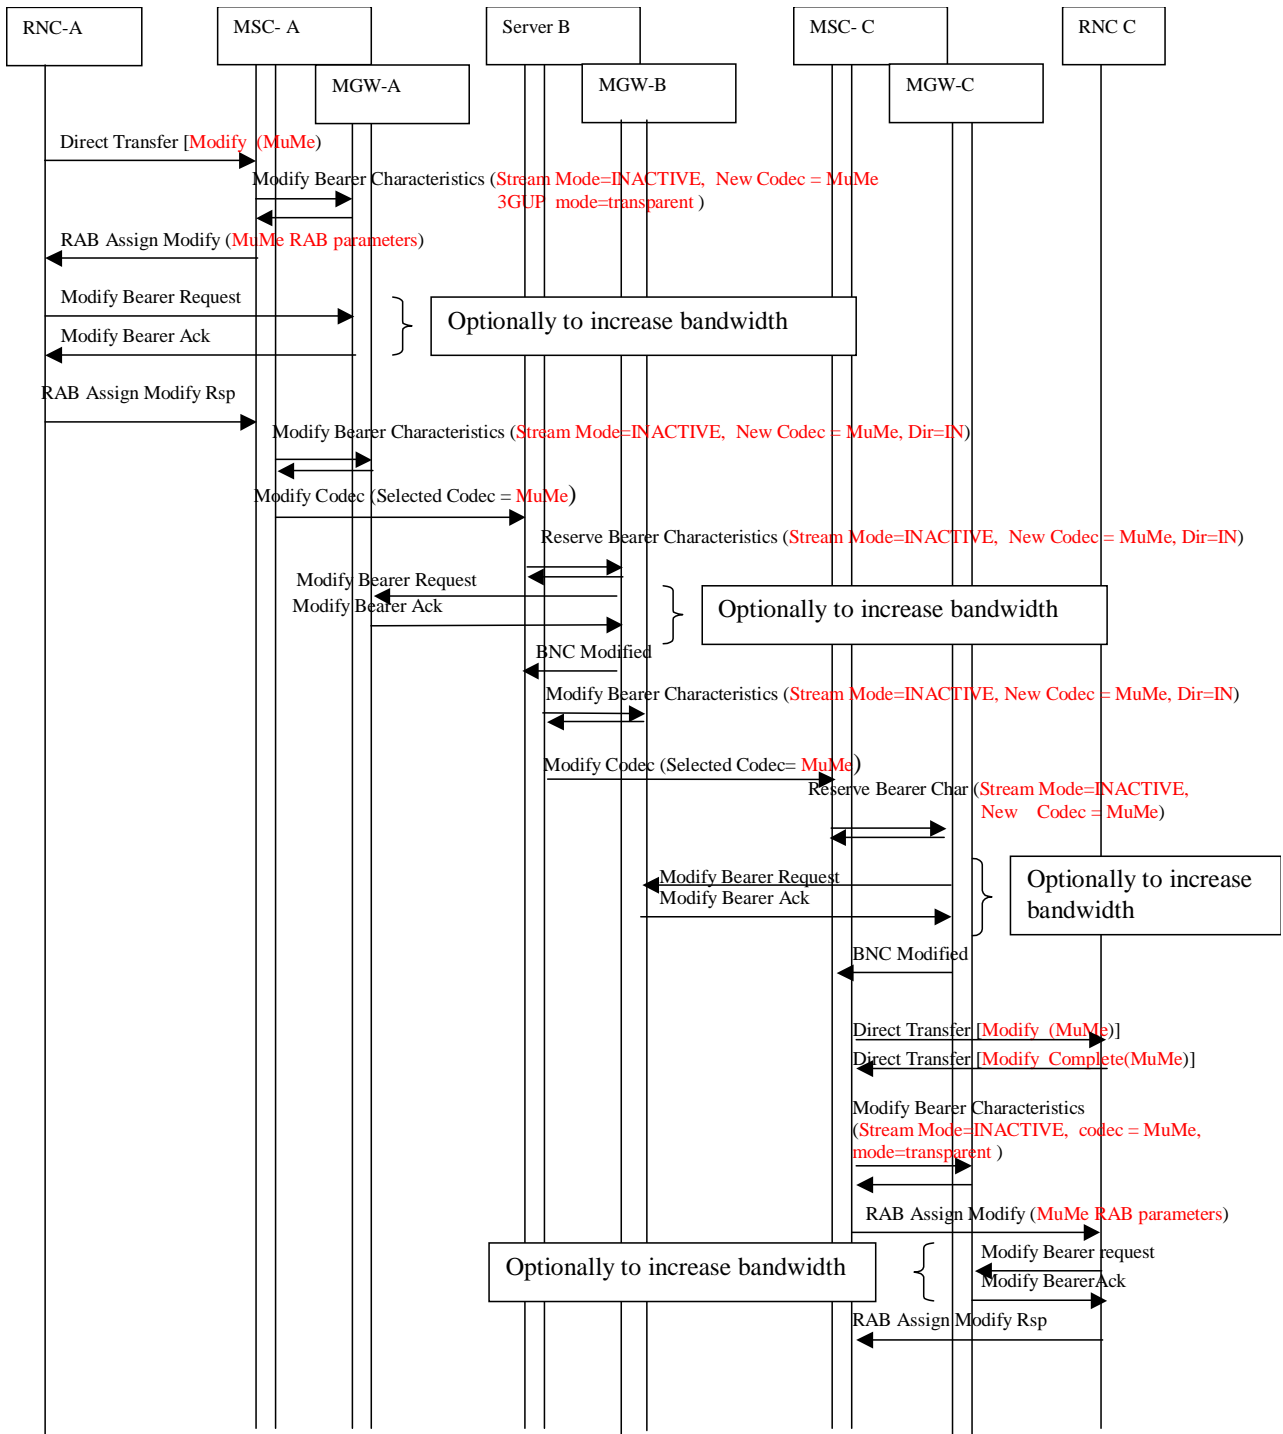 RNC-A
MSC- A
Server B
MSC- C
RNC C
MGW-A
MGW-B
MGW-C
Direct Transfer [Modify (MuMe)
Modify Bearer Characteristics (Stream Mode=INACTIVE, New Codec = MuMe
3GUP mode=transparent )
RAB Assign Modify (MuMe RAB parameters)
Modify Bearer Request
Optionally to increase bandwidth
Modify Bearer Ack
RAB Assign Modify Rsp
Modify Bearer Characteristics (Stream Mode=INACTIVE, New Codec = MuMe, Dir=IN)
Modify Codec (Selected Codec = MuMe)
Reserve Bearer Characteristics (Stream Mode=INACTIVE, New Codec = MuMe, Dir=IN)
Modify Bearer Request
Modify Bearer Ack
Optionally to increase bandwidth
BNC Modified
Modify Bearer Characteristics (Stream Mode=INACTIVE, New Codec = MuMe, Dir=IN)
Modify Codec (Selected Codec= MuMe)
Reserve Bearer Char (Stream Mode=INACTIVE,
New Codec = MuMe)
Modify Bearer Request
Modify Bearer Ack
Optionally to increase
bandwidth
BNC Modified
Direct Transfer [Modify (MuMe)]
Direct Transfer [Modify Complete(MuMe)]
Modify Bearer Characteristics
(Stream Mode=INACTIVE, codec = MuMe,
mode=transparent )
RAB Assign Modify (MuMe RAB parameters)
Optionally to increase bandwidth
Modify Bearer request
Modify BearerAck
RAB Assign Modify Rsp